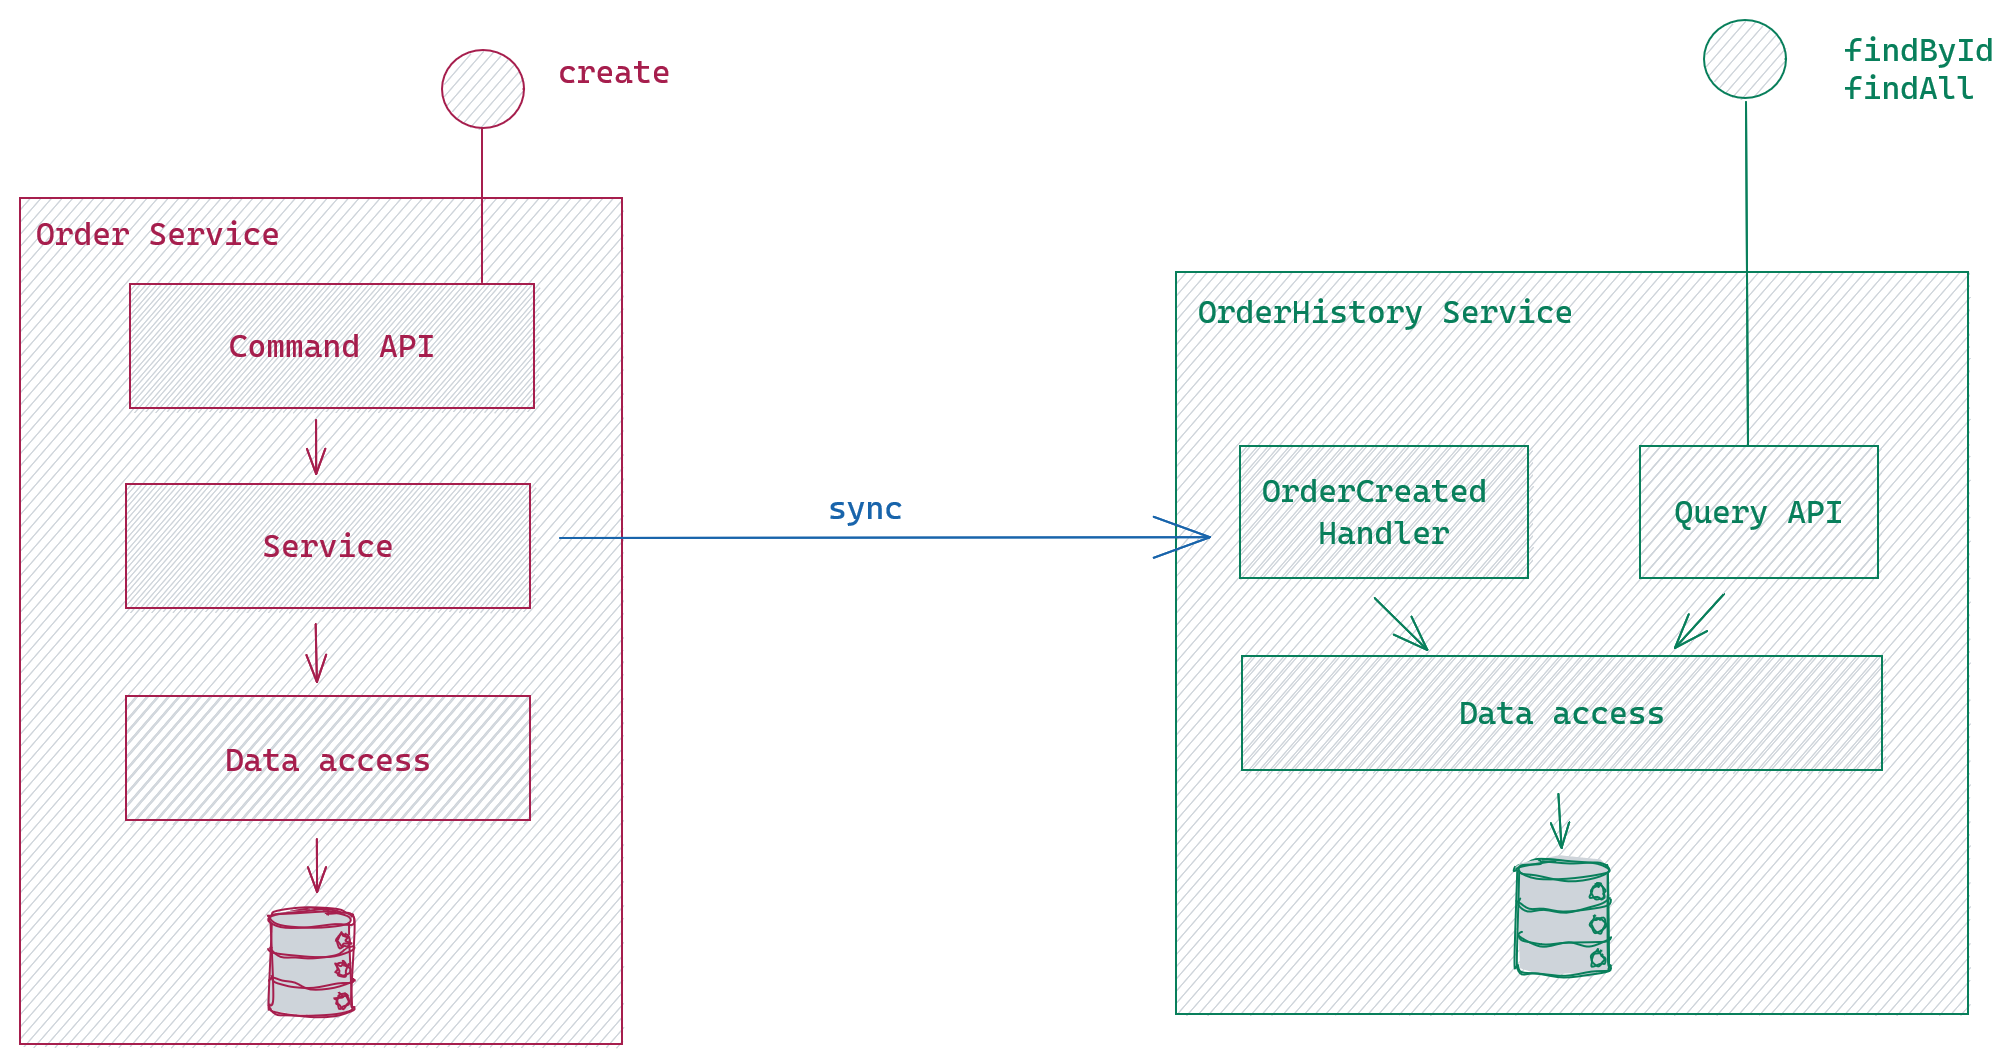 create
findById
findAll
Order Service
Command API
Service
Data access
sync
OrderHistory Service
OrderCreated
Handler
Query API
Data access